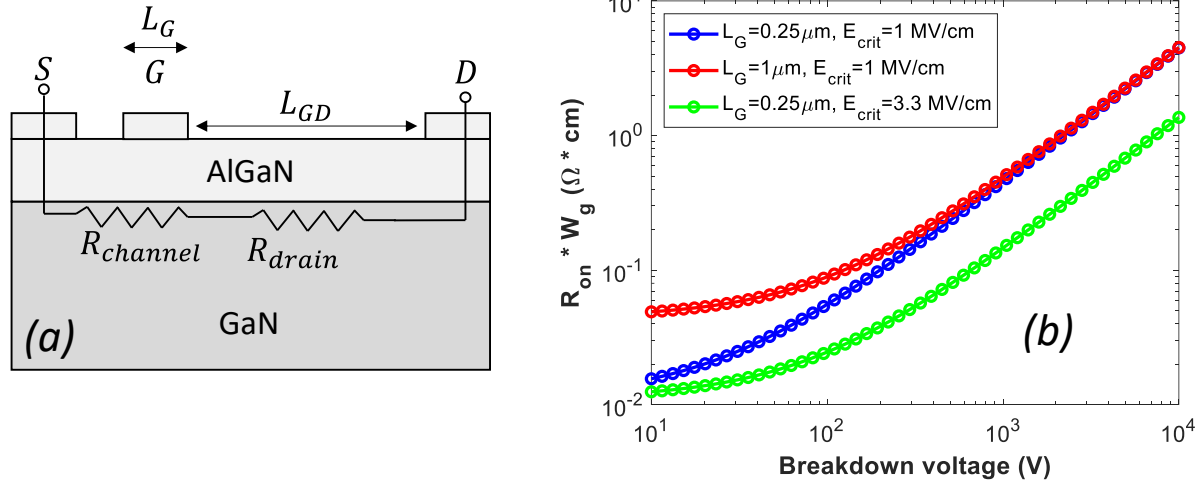 L_G
S
G
D
L_GD
AlGaN
R_channel
R_drain
(a)
GaN
L_G=0.25μm, E_crit=1 MV/cm
L_G=1μm, E_crit=1 MV/cm
L_G=0.25μm, E_crit=3.3 MV/cm
10^1
10^0
10^-1
10^-2
R_on * W_g (Ω * cm)
(b)
10^1
10^2
10^3
10^4
Breakdown voltage (V)